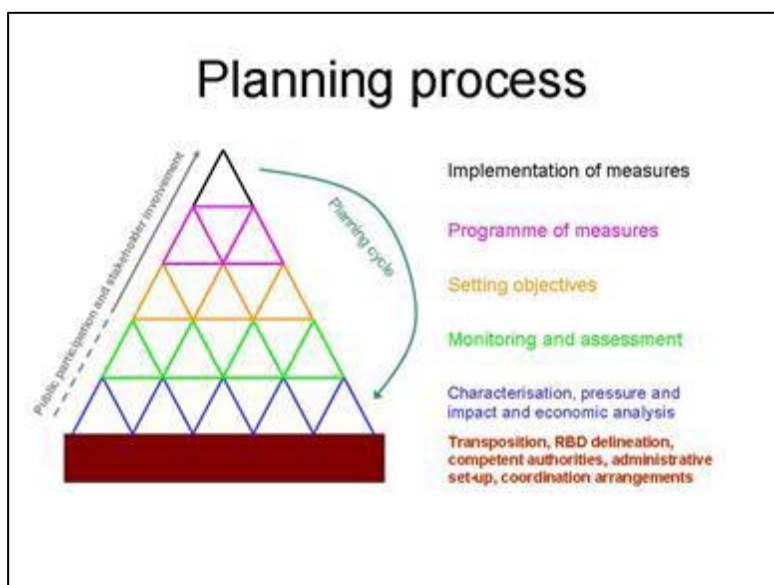 Planning process
Public participation and stakeholder involvement
Planning cycle
Implementation of measures
Programme of measures
Setting objectives
Monitoring and assessment
Characterisation, pressure and
impact and economic analysis
Transposition, RBD delineation,
competent authorities, administrative
set-up, coordination arrangements